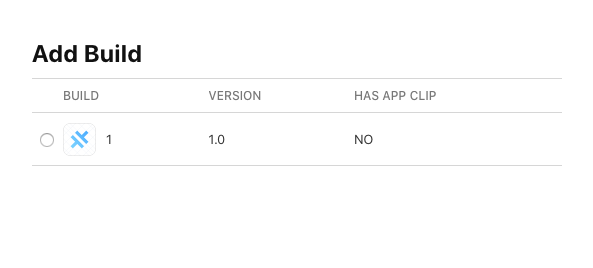 Add Build
BUILD VERSION HAS APP CLIP
1 1.0 NO